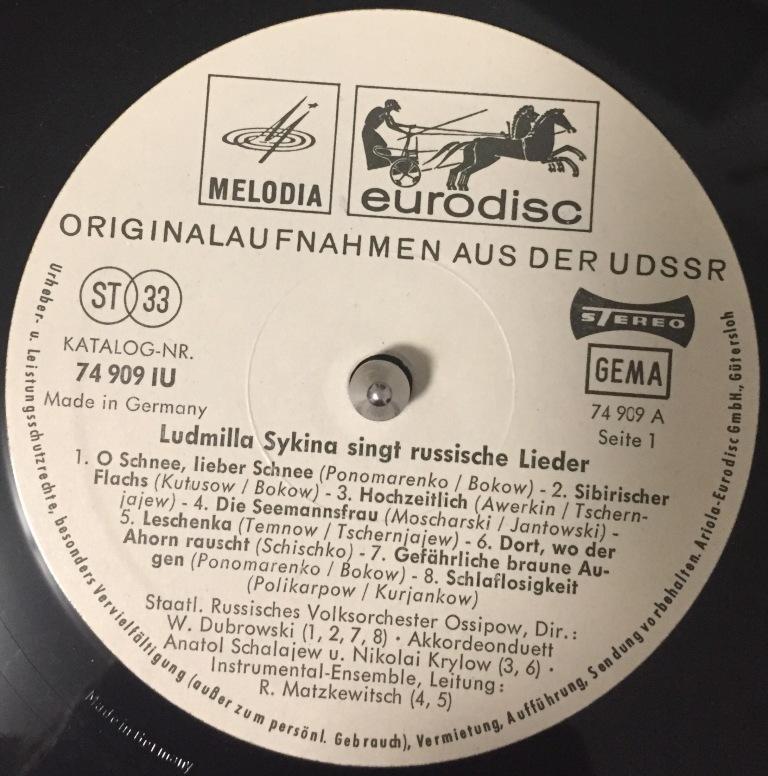 MELODIA
eurodisc
ORIGINALAUFNAHMEN AUS DER UDSSR
ST 33
STEREO
KATALOG-NR.
74 909 IU
Made in Germany
GEMA
74 909 A
Seite 1
Ludmilla Sykina singt russische Lieder
1. O Schnee, lieber Schnee (Ponomarenko / Bokow) - 2. Sibirischer
Flachs (Kutusow / Bokow) - 3. Hochzeitlich (Awerkin / Tschern-
jajew) - 4. Die Seemannsfrau (Moscharski / Jantowski) -
5. Leschenka (Temnow / Tschernjajew) - 6. Dort, wo der
Ahorn rauscht (Schischko) - 7. Gefährliche braune Au-
gen (Ponomarenko / Bokow) - 8. Schlaflosigkeit
(Polikarpow / Kurjankow)
Staatl. Russisches Volksorchester Ossipow, Dir.:
W. Dubrowski (1, 2, 7, 8) · Akkordeonduett
Anatol Schalajew u. Nikolai Krylow (3, 6) ·
Instrumental-Ensemble, Leitung:
R. Matzkewitsch (4, 5)
Urheber- u. Leistungsschutzrechte, besonders Vervielfältigung (außer zum persönl. Gebrauch), Vermietung, Aufführung, Sendung vorbehalten. Ariola-Eurodisc GmbH., Gütersloh
Made in Germany